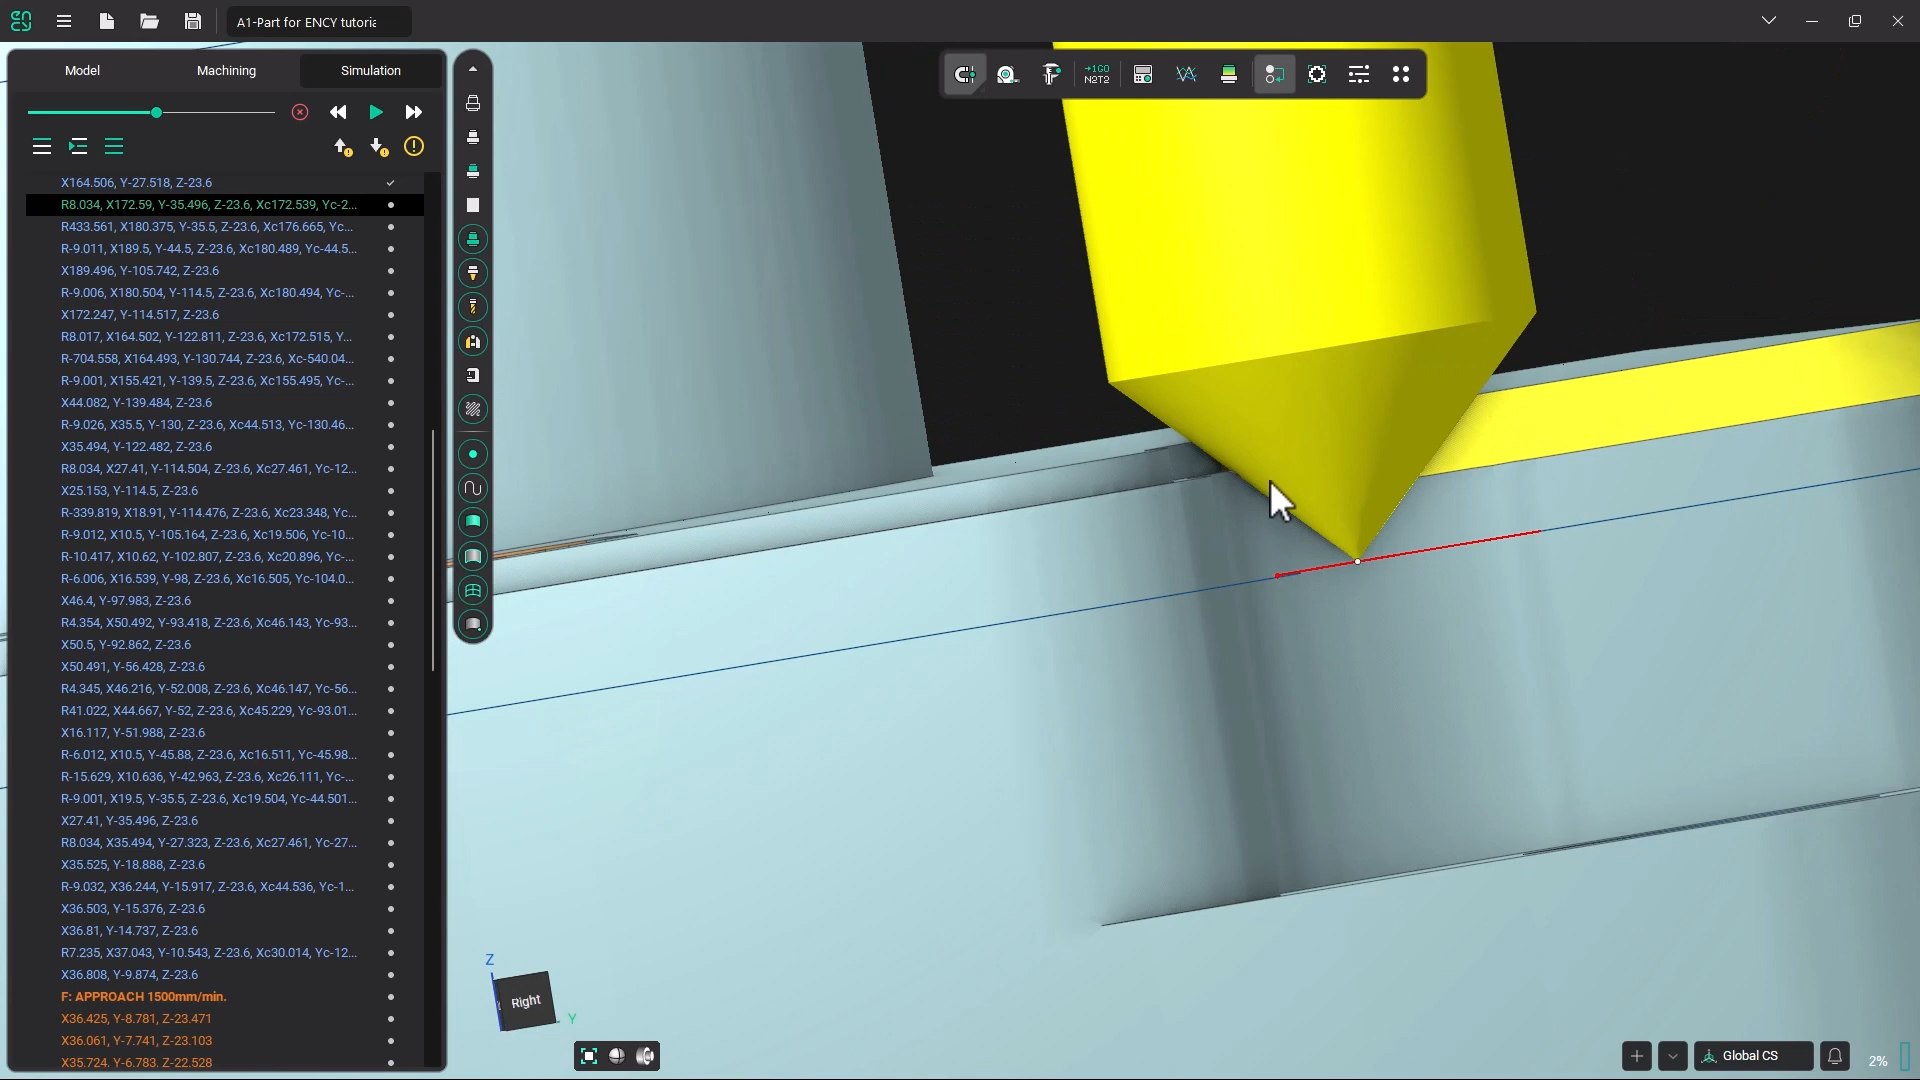 A1-Part for ENCY tutoria
Model
Machining
Simulation
→1G0
N2T2
X164.506, Y-27.518, Z-23.6
R8.034, X172.59, Y-35.496, Z-23.6, Xc172.539, Yc-2...
R433.561, X180.375, Y-35.5, Z-23.6, Xc176.665, Yc...
R-9.011, X189.5, Y-44.5, Z-23.6, Xc180.489, Yc-44.5...
X189.496, Y-105.742, Z-23.6
R-9.006, X180.504, Y-114.5, Z-23.6, Xc180.494, Yc-...
X172.247, Y-114.517, Z-23.6
R8.017, X164.502, Y-122.811, Z-23.6, Xc172.515, Y...
R-704.558, X164.493, Y-130.744, Z-23.6, Xc-540.04...
R-9.001, X155.421, Y-139.5, Z-23.6, Xc155.495, Yc-...
X44.082, Y-139.484, Z-23.6
R-9.026, X35.5, Y-130, Z-23.6, Xc44.513, Yc-130.46...
X35.494, Y-122.482, Z-23.6
R8.034, X27.41, Y-114.504, Z-23.6, Xc27.461, Yc-12...
X25.153, Y-114.5, Z-23.6
R-339.819, X18.91, Y-114.476, Z-23.6, Xc23.348, Yc...
R-9.012, X10.5, Y-105.164, Z-23.6, Xc19.506, Yc-10...
R-10.417, X10.62, Y-102.807, Z-23.6, Xc20.896, Yc-...
R-6.006, X16.539, Y-98, Z-23.6, Xc16.505, Yc-104.0...
X46.4, Y-97.983, Z-23.6
R4.354, X50.492, Y-93.418, Z-23.6, Xc46.143, Yc-93...
X50.5, Y-92.862, Z-23.6
X50.491, Y-56.428, Z-23.6
R4.345, X46.216, Y-52.008, Z-23.6, Xc46.147, Yc-56...
R41.022, X44.667, Y-52, Z-23.6, Xc45.229, Yc-93.01...
X16.117, Y-51.988, Z-23.6
R-6.012, X10.5, Y-45.88, Z-23.6, Xc16.511, Yc-45.98...
R-15.629, X10.636, Y-42.963, Z-23.6, Xc26.111, Yc-...
R-9.001, X19.5, Y-35.5, Z-23.6, Xc19.504, Yc-44.501...
X27.41, Y-35.496, Z-23.6
R8.034, X35.494, Y-27.323, Z-23.6, Xc27.461, Yc-27...
X35.525, Y-18.888, Z-23.6
R-9.032, X36.244, Y-15.917, Z-23.6, Xc44.536, Yc-1...
X36.503, Y-15.376, Z-23.6
X36.81, Y-14.737, Z-23.6
R7.235, X37.043, Y-10.543, Z-23.6, Xc30.014, Yc-12...
X36.808, Y-9.874, Z-23.6
F: APPROACH 1500mm/min.
X36.425, Y-8.781, Z-23.471
X36.061, Y-7.741, Z-23.103
X35.724, Y-6.783, Z-22.528
Z
Right
Y
Global CS
2%